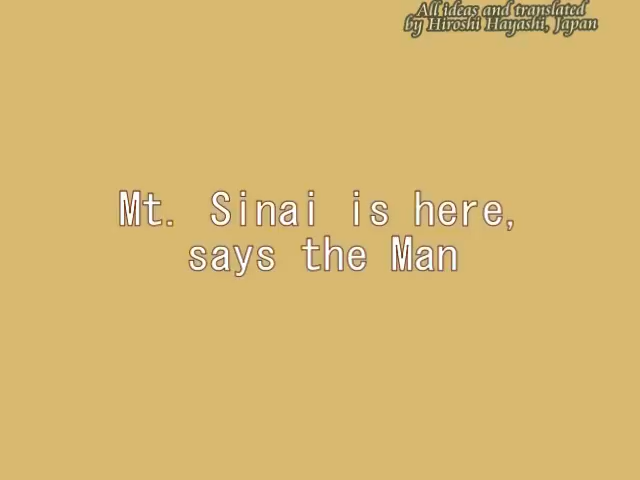 All ideas and translated
by Hiroshi Hayashi, Japan
Mt. Sinai is here,
says the Man